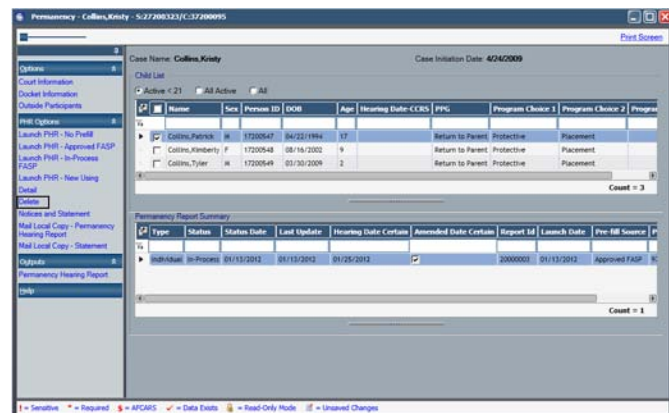 Permanency - Collins,Kristy - S:27200323/C:37200095
Print Screen
Options
Court Information
Docket Information
Outside Participants
PHR Options
Launch PHR - No Prefill
Launch PHR - Approved FASP
Launch PHR - In-Process FASP
Launch PHR - New Using
Detail
Delete
Notices and Statement
Mail Local Copy - Permanency Hearing Report
Mail Local Copy - Statement
Outputs
Permanency Hearing Report
Help
Case Name: Collins,Kristy Case Initiation Date: 4/24/2009
Child List
Active < 21 All Active All
Name Sex Person ID DOB Age Hearing Date-CCRS PPG Program Choice 1 Program Choice 2 Program
Collins,Patrick M 17200547 04/22/1994 17 Return to Parent Protective Placement
Collins,Kimberly F 17200548 08/16/2002 9 Return to Parent Protective Placement
Collins,Tyler M 17200549 03/30/2009 2 Return to Parent Protective Placement
Count = 3
Permanency Report Summary
Type Status Status Date Last Update Hearing Date Certain Amended Date Certain Report Id Launch Date Pre-fill Source P
Individual In-Process 01/13/2012 01/13/2012 01/25/2012 20000003 01/13/2012 Approved FASP
Count = 1
! = Sensitive * = Required $ = AFCARS ✓ = Data Exists = Read-Only Mode = Unsaved Changes